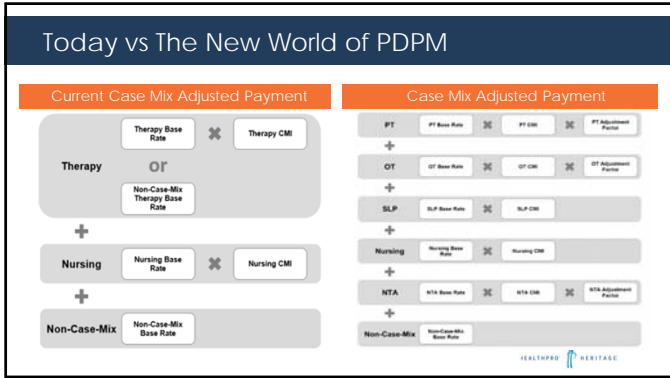 Today vs The New World of PDPM
Current Case Mix Adjusted Payment
Therapy
Therapy Base
Rate
Therapy CMI
or
Non-Case-Mix
Therapy Base
Rate
+
Nursing
Nursing Base
Rate
Nursing CMI
+
Non-Case-Mix
Non-Case-Mix
Base Rate
Case Mix Adjusted Payment
PT
PT Base Rate
PT CMI
PT Adjustment
Factor
+
OT
OT Base Rate
OT CMI
OT Adjustment
Factor
+
SLP
SLP Base Rate
SLP CMI
+
Nursing
Nursing Base
Rate
Nursing CMI
+
NTA
NTA Base Rate
NTA CMI
NTA Adjustment
Factor
+
Non-Case-Mix
Non-Case-Mix
Base Rate
HEALTHPRO HERITAGE